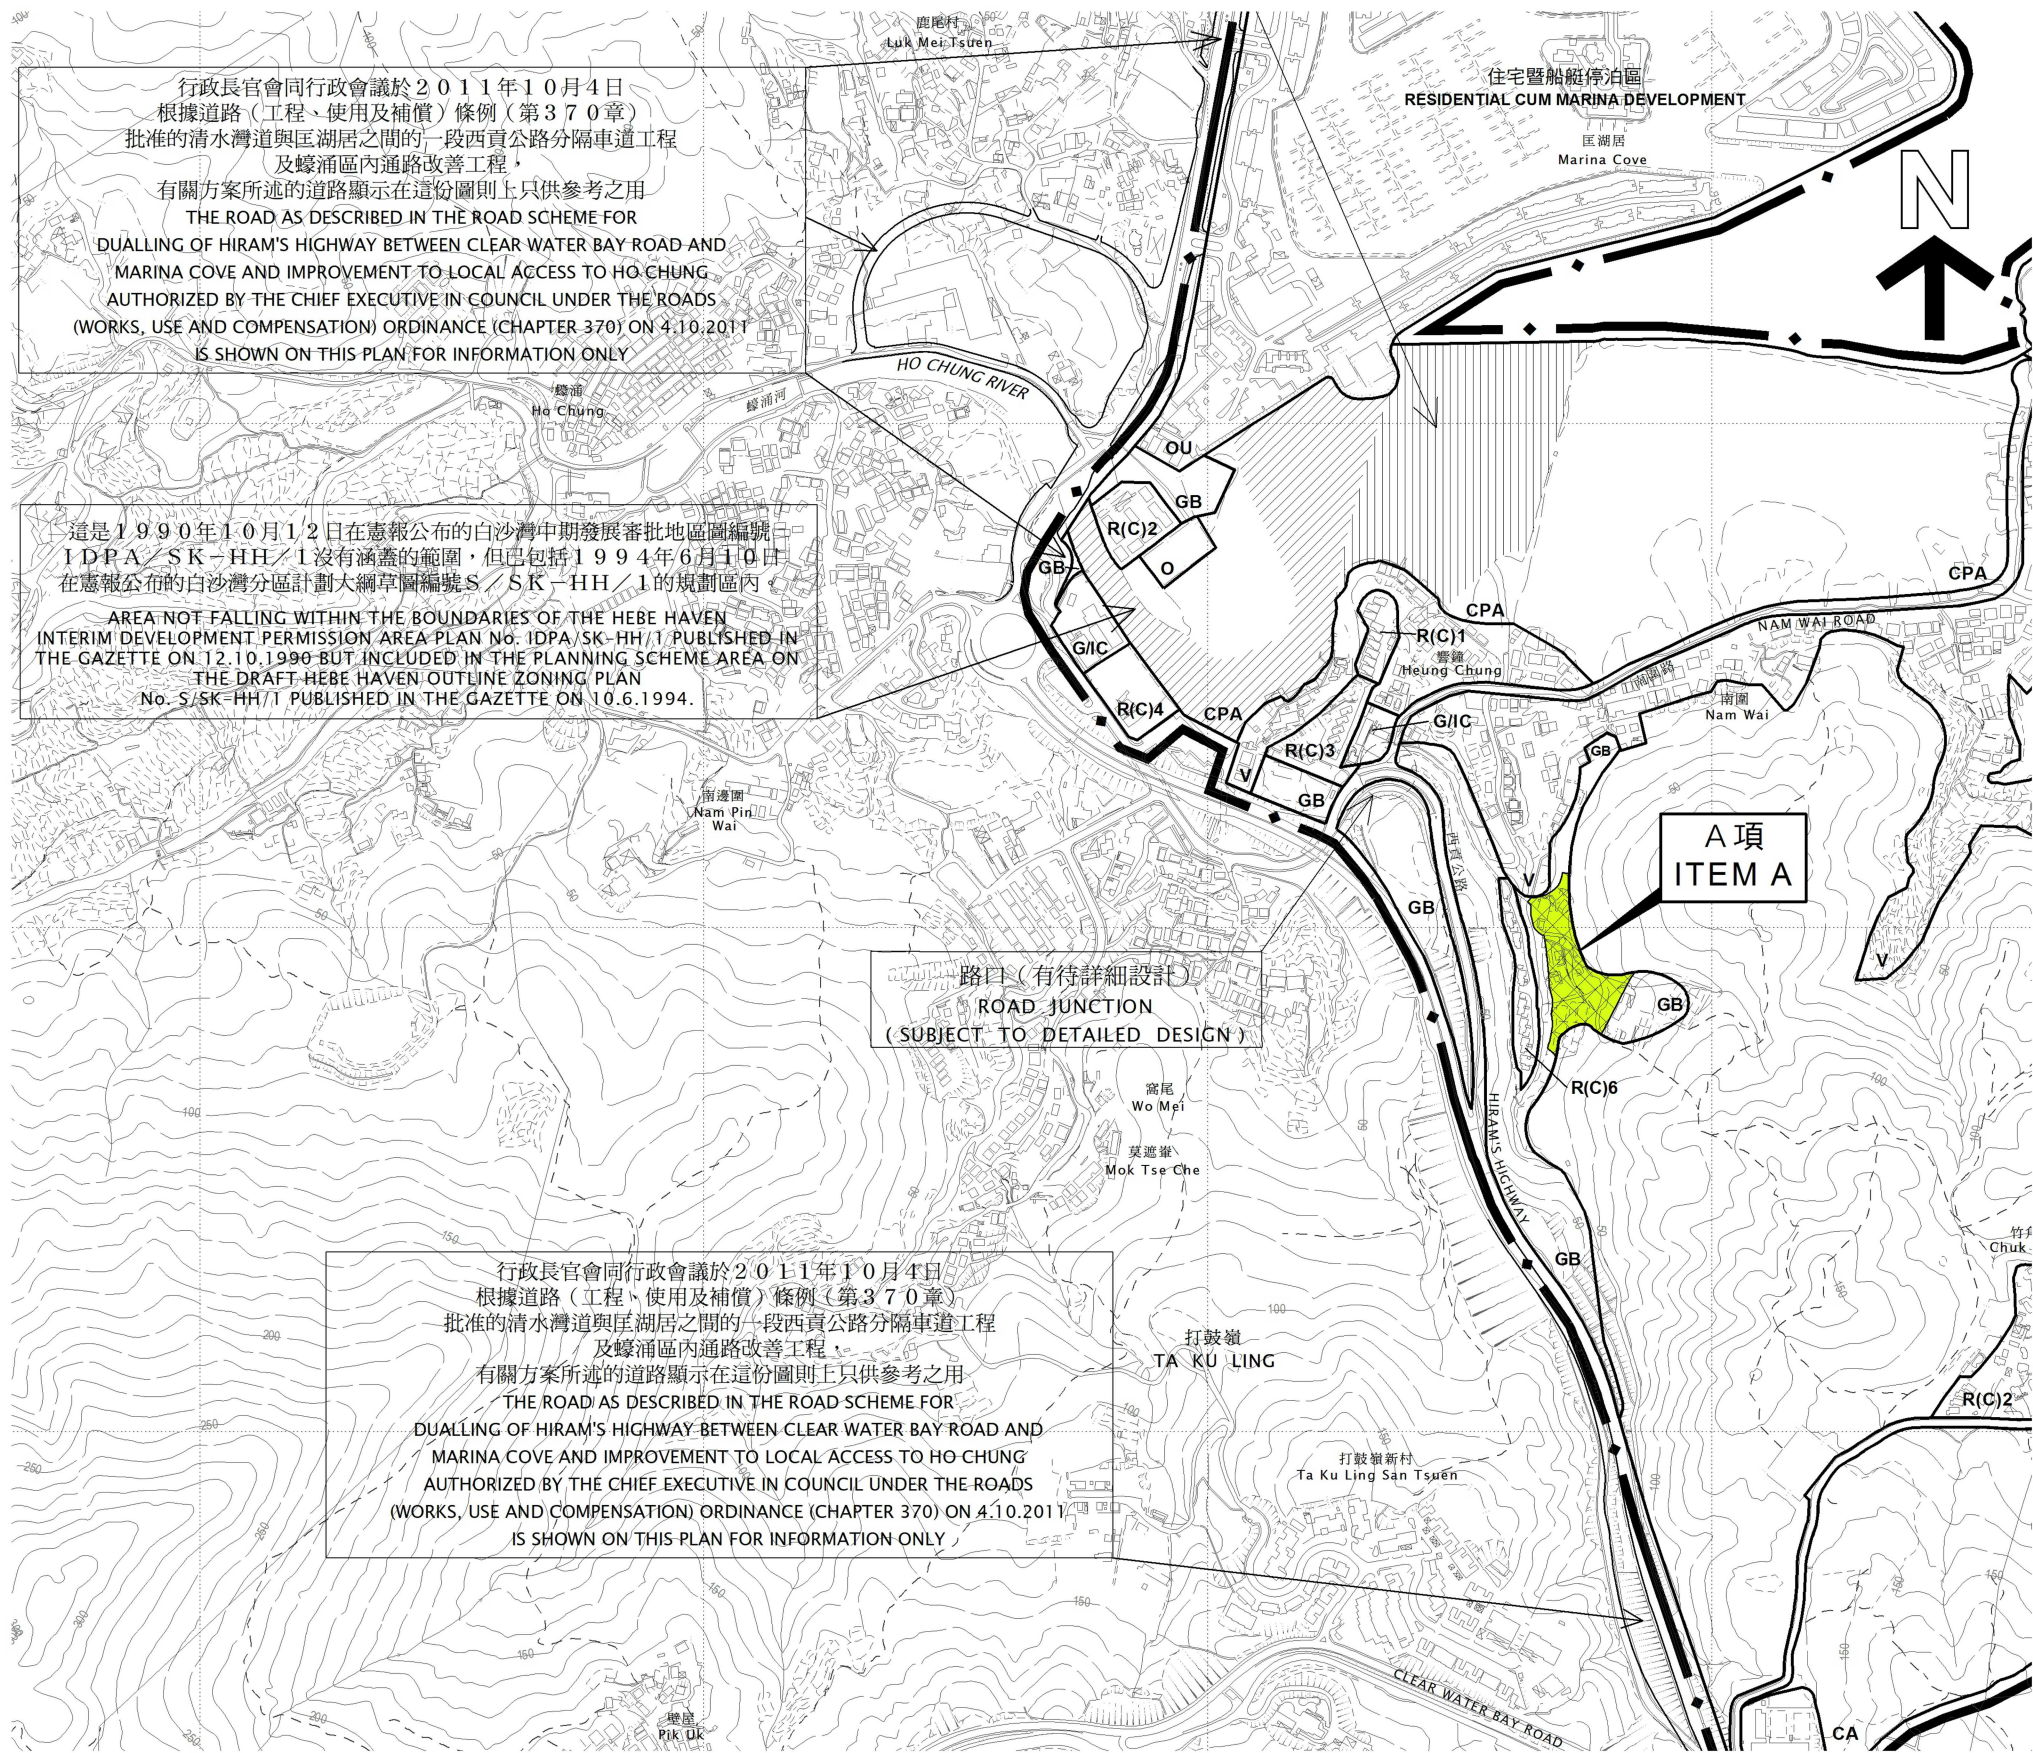 鹿尾村
Luk Mei Tsuen
住宅暨船艇停泊區
RESIDENTIAL CUM MARINA DEVELOPMENT
匡湖居
Marina Cove
N
行政長官會同行政會議於２０１１年１０月４日
根據道路（工程、使用及補償）條例（第３７０章）
批准的清水灣道與匡湖居之間的一段西貢公路分隔車道工程
及蠔涌區內通路改善工程，
有關方案所述的道路顯示在這份圖則上只供參考之用
THE ROAD AS DESCRIBED IN THE ROAD SCHEME FOR
DUALLING OF HIRAM'S HIGHWAY BETWEEN CLEAR WATER BAY ROAD AND
MARINA COVE AND IMPROVEMENT TO LOCAL ACCESS TO HO CHUNG
AUTHORIZED BY THE CHIEF EXECUTIVE IN COUNCIL UNDER THE ROADS
(WORKS, USE AND COMPENSATION) ORDINANCE (CHAPTER 370) ON 4.10.2011
IS SHOWN ON THIS PLAN FOR INFORMATION ONLY
HO CHUNG RIVER
蠔涌河
蠔涌
Ho Chung
OU
GB
R(C)2
O
GB
這是１９９０年１０月１２日在憲報公布的白沙灣中期發展審批地區圖編號
ＩＤＰＡ／ＳＫ－ＨＨ／１沒有涵蓋的範圍，但已包括１９９４年６月１０日
在憲報公布的白沙灣分區計劃大綱草圖編號Ｓ／ＳＫ－ＨＨ／１的規劃區內。
AREA NOT FALLING WITHIN THE BOUNDARIES OF THE HEBE HAVEN
INTERIM DEVELOPMENT PERMISSION AREA PLAN No. IDPA/SK-HH/1 PUBLISHED IN
THE GAZETTE ON 12.10.1990 BUT INCLUDED IN THE PLANNING SCHEME AREA ON
THE DRAFT HEBE HAVEN OUTLINE ZONING PLAN
No. S/SK-HH/1 PUBLISHED IN THE GAZETTE ON 10.6.1994.
CPA
CPA
NAM WAI ROAD
南圍路
R(C)1
響鐘
Heung Chung
G/IC
R(C)4
CPA
G/IC
R(C)3
V
GB
南圍
Nam Wai
GB
南邊圍
Nam Pin
Wai
西貢公路
A項
ITEM A
GB
V
V
GB
R(C)6
路口（有待詳細設計）
ROAD JUNCTION
( SUBJECT TO DETAILED DESIGN )
窩尾
Wo Mei
莫遮輋
Mok Tse Che
HIRAM'S HIGHWAY
GB
Chuk
行政長官會同行政會議於２０１１年１０月４日
根據道路（工程、使用及補償）條例（第３７０章）
批准的清水灣道與匡湖居之間的一段西貢公路分隔車道工程
及蠔涌區內通路改善工程，
有關方案所述的道路顯示在這份圖則上只供參考之用
THE ROAD AS DESCRIBED IN THE ROAD SCHEME FOR
DUALLING OF HIRAM'S HIGHWAY BETWEEN CLEAR WATER BAY ROAD AND
MARINA COVE AND IMPROVEMENT TO LOCAL ACCESS TO HO CHUNG
AUTHORIZED BY THE CHIEF EXECUTIVE IN COUNCIL UNDER THE ROADS
(WORKS, USE AND COMPENSATION) ORDINANCE (CHAPTER 370) ON 4.10.2011
IS SHOWN ON THIS PLAN FOR INFORMATION ONLY
打鼓嶺
TA KU LING
打鼓嶺新村
Ta Ku Ling San Tsuen
R(C)2
CLEAR WATER BAY ROAD
CA
壁屋
Pik Uk